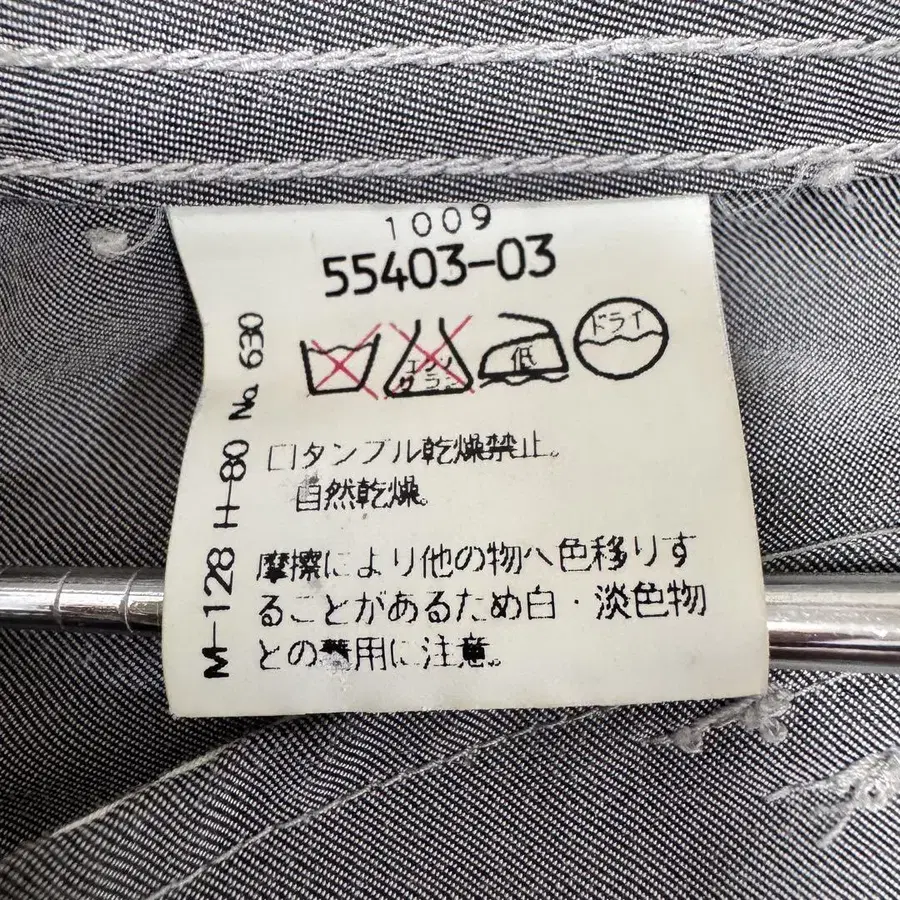 1009
55403-03
エンソ
グラン
低
ドライ
口タンブル乾燥禁止。
自然乾燥。
摩擦により他の物へ色移りす
ることがあるため白・淡色物
との着用に注意。
M-128 H-80 No. 630